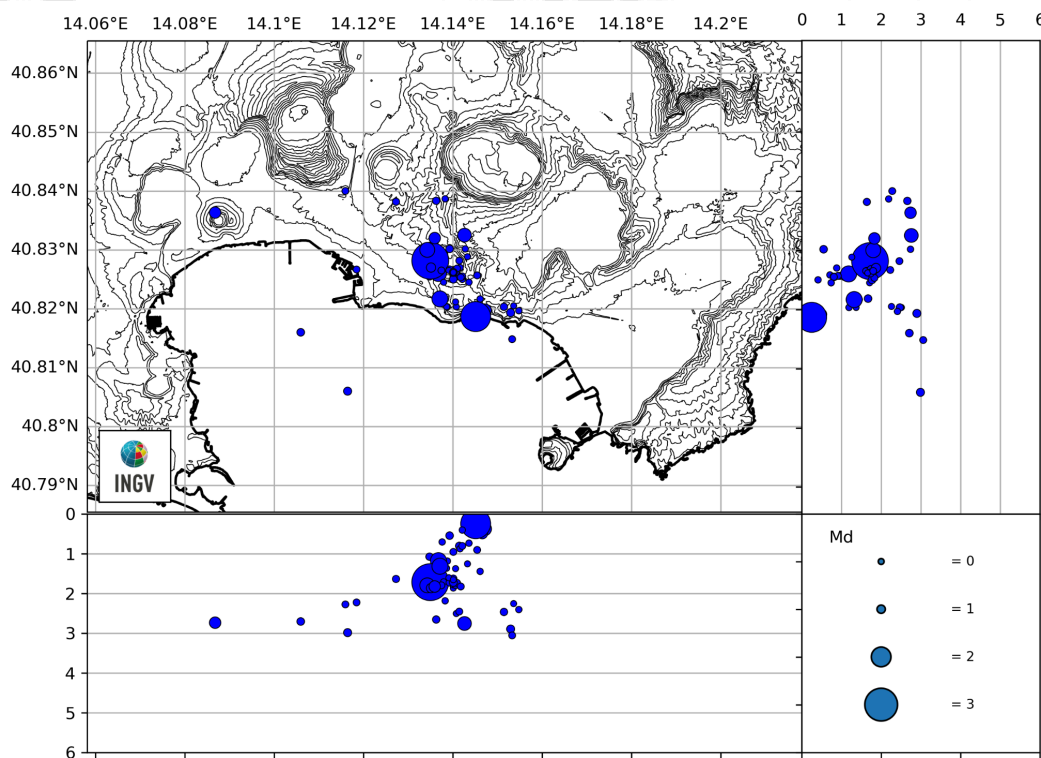 14.06°E 14.08°E 14.1°E 14.12°E 14.14°E 14.16°E 14.18°E 14.2°E 0 1 2 3 4 5 6
40.86°N
40.85°N
40.84°N
40.83°N
40.82°N
40.81°N
40.8°N
40.79°N
INGV
0
1
2
3
4
5
6
Md
= 0
= 1
= 2
= 3